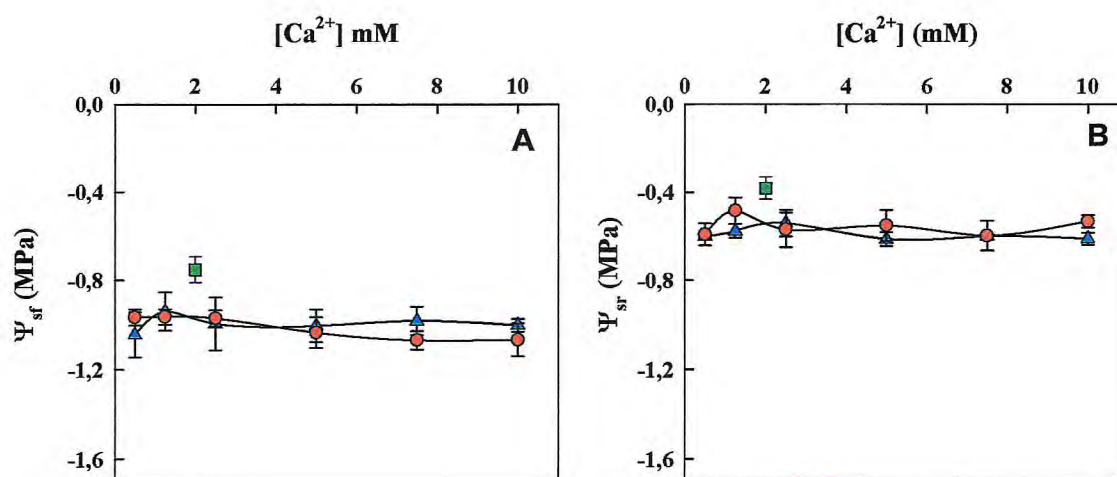 [Ca²⁺] mM
0 2 4 6 8 10
0,0
-0,4
-0,8
-1,2
-1,6
Ψsf (MPa)
A
[Ca²⁺] (mM)
0 2 4 6 8 10
0,0
-0,4
-0,8
-1,2
-1,6
Ψsr (MPa)
B